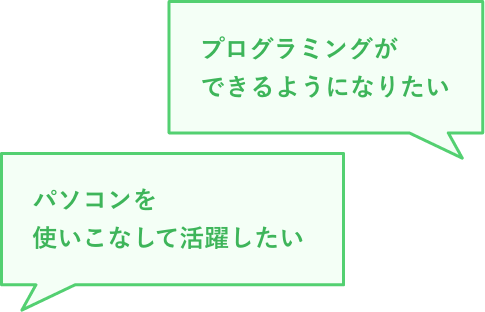 プログラミングが
できるようになりたい
パソコンを
使いこなして活躍したい